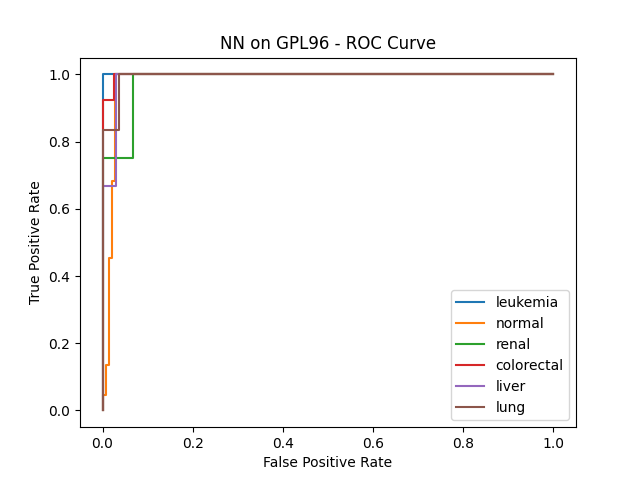 NN on GPL96 - ROC Curve
1.0
0.8
0.6
0.4
0.2
0.0
True Positive Rate
0.0 0.2 0.4 0.6 0.8 1.0
False Positive Rate
leukemia
normal
renal
colorectal
liver
lung